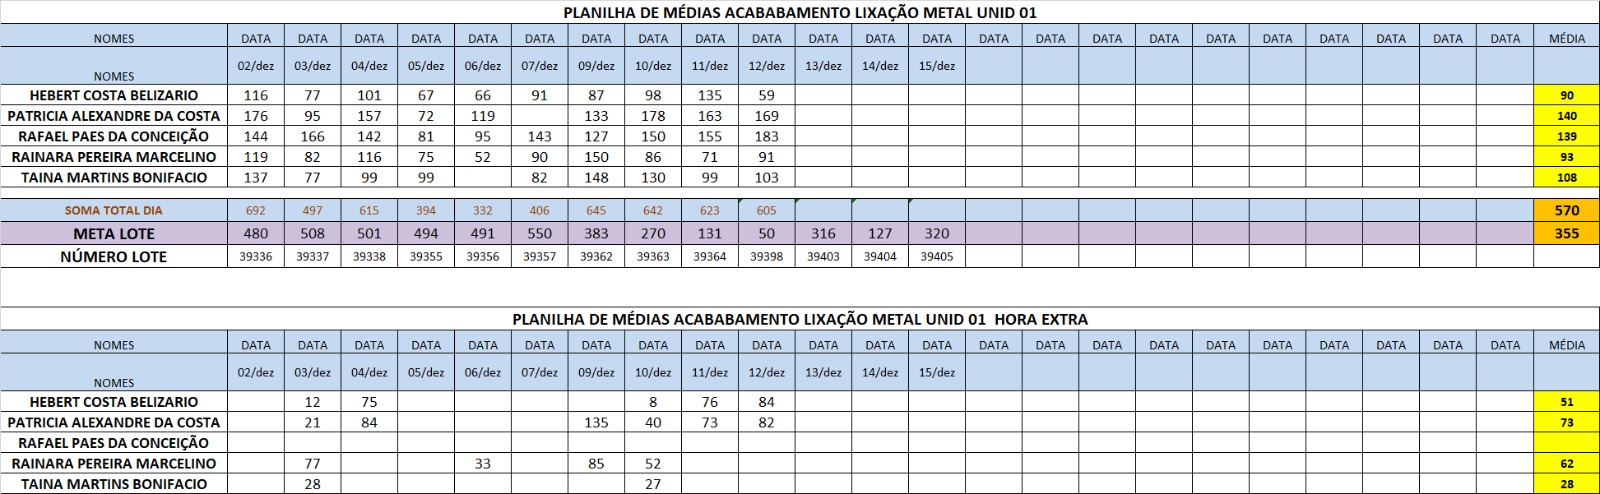 PLANILHA DE MÉDIAS ACABABAMENTO LIXAÇÃO METAL UNID 01
NOMES DATA DATA DATA DATA DATA DATA DATA DATA DATA DATA DATA DATA DATA DATA DATA DATA DATA DATA DATA DATA DATA DATA DATA MÉDIA
NOMES 02/dez 03/dez 04/dez 05/dez 06/dez 07/dez 09/dez 10/dez 11/dez 12/dez 13/dez 14/dez 15/dez
HEBERT COSTA BELIZARIO 116 77 101 67 66 91 87 98 135 59 90
PATRICIA ALEXANDRE DA COSTA 176 95 157 72 119 133 178 163 169 140
RAFAEL PAES DA CONCEIÇÃO 144 166 142 81 95 143 127 150 155 183 139
RAINARA PEREIRA MARCELINO 119 82 116 75 52 90 150 86 71 91 93
TAINA MARTINS BONIFACIO 137 77 99 99 82 148 130 99 103 108
SOMA TOTAL DIA 692 497 615 394 332 406 645 642 623 605 570
META LOTE 480 508 501 494 491 550 383 270 131 50 316 127 320 355
NÚMERO LOTE 39336 39337 39338 39355 39356 39357 39362 39363 39364 39398 39403 39404 39405
PLANILHA DE MÉDIAS ACABABAMENTO LIXAÇÃO METAL UNID 01 HORA EXTRA
NOMES DATA DATA DATA DATA DATA DATA DATA DATA DATA DATA DATA DATA DATA DATA DATA DATA DATA DATA DATA DATA DATA DATA DATA MÉDIA
NOMES 02/dez 03/dez 04/dez 05/dez 06/dez 07/dez 09/dez 10/dez 11/dez 12/dez 13/dez 14/dez 15/dez
HEBERT COSTA BELIZARIO 12 75 8 76 84 51
PATRICIA ALEXANDRE DA COSTA 21 84 135 40 73 82 73
RAFAEL PAES DA CONCEIÇÃO
RAINARA PEREIRA MARCELINO 77 33 85 52 62
TAINA MARTINS BONIFACIO 28 27 28